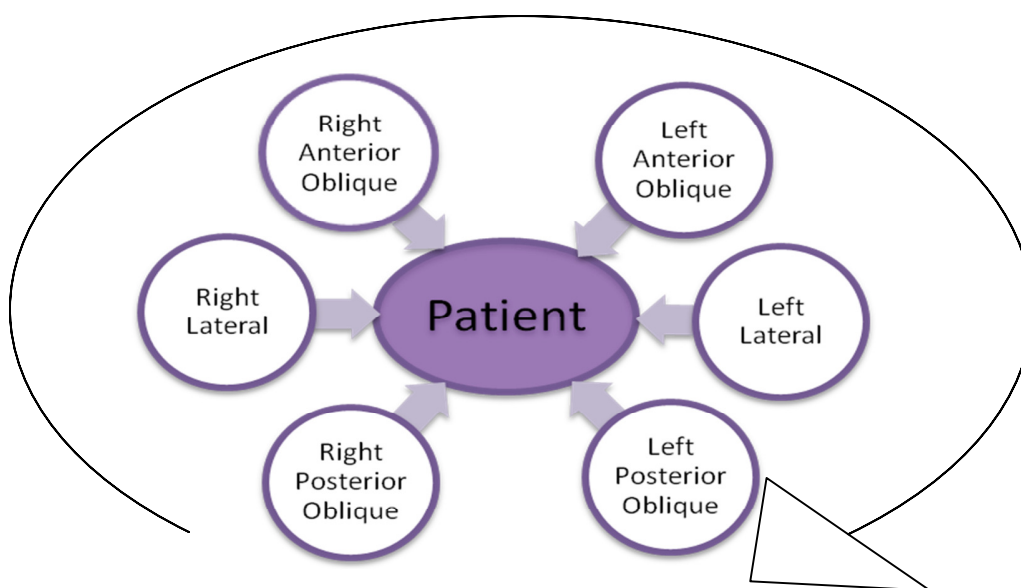 Right
Anterior
Oblique
Left
Anterior
Oblique
Right
Lateral
Patient
Left
Lateral
Right
Posterior
Oblique
Left
Posterior
Oblique